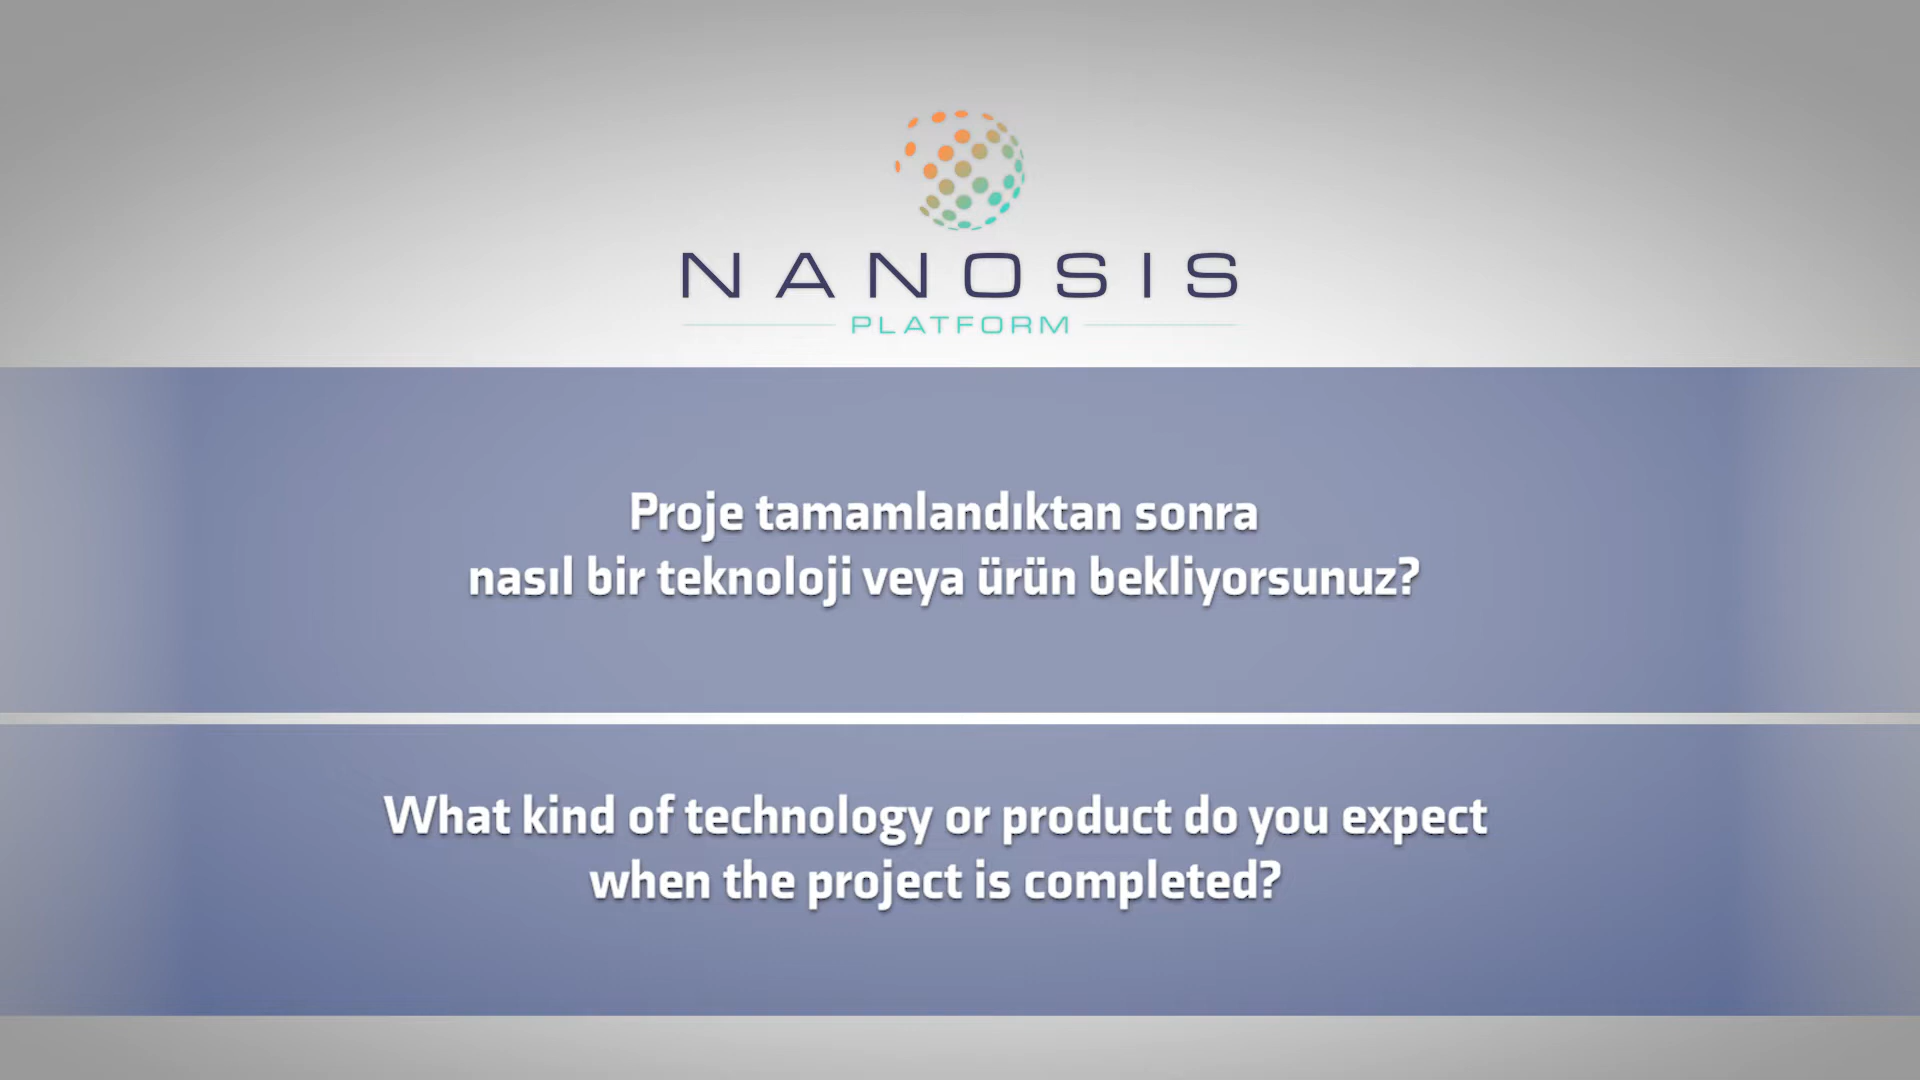 NANOSIS
PLATFORM
Proje tamamlandıktan sonra
nasıl bir teknoloji veya ürün bekliyorsunuz?
What kind of technology or product do you expect
when the project is completed?